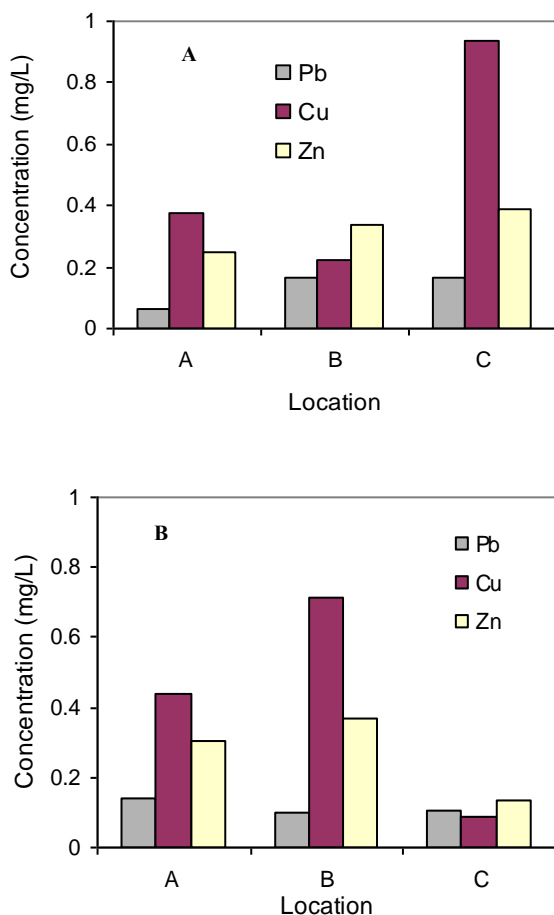 1
A
Pb
0.8
Cu
Zn
0.6
0.4
0.2
0
A B C
Location
Concentration (mg/L)
1
B
Pb
0.8
Cu
Zn
0.6
0.4
0.2
0
A B C
Location
Concentration (mg/L)